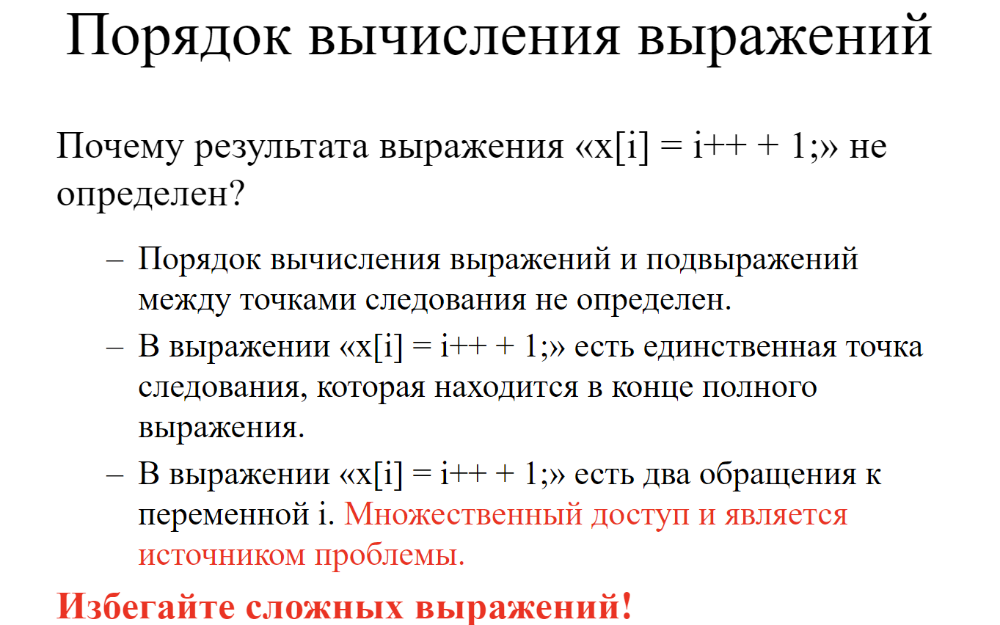 Порядок вычисления выражений
Почему результата выражения «x[i] = i++ + 1;» не
определен?
– Порядок вычисления выражений и подвыражений
между точками следования не определен.
– В выражении «x[i] = i++ + 1;» есть единственная точка
следования, которая находится в конце полного
выражения.
– В выражении «x[i] = i++ + 1;» есть два обращения к
переменной i. Множественный доступ и является
источником проблемы.
Избегайте сложных выражений!